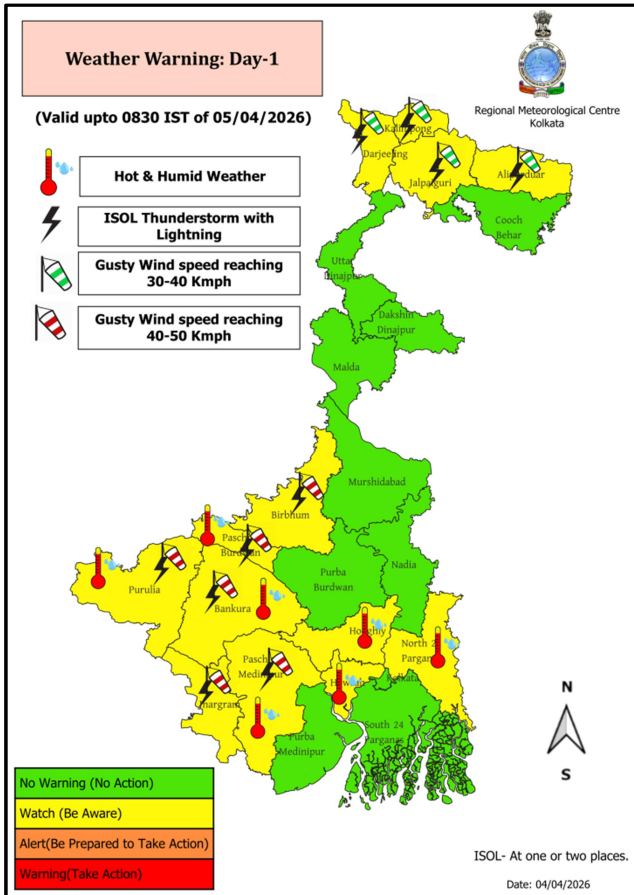 Weather Warning: Day-1
Regional Meteorological Centre
Kolkata
(Valid upto 0830 IST of 05/04/2026)
Hot & Humid Weather
ISOL Thunderstorm with
Lightning
Gusty Wind speed reaching
30-40 Kmph
Gusty Wind speed reaching
40-50 Kmph
Kalimpong
Darjeeling
Jalpaiguri
Alipurduar
Cooch
Behar
Uttar
Dinajpur
Dakshin
Dinajpur
Malda
Murshidabad
Birbhum
Paschim
Burdwan
Purulia
Bankura
Purba
Burdwan
Nadia
Hooghly
North 24
Parganas
Paschim
Medinipur
Jhargram
Howrah
Kolkata
Purba
Medinipur
South 24
Parganas
N
S
No Warning (No Action)
Watch (Be Aware)
Alert(Be Prepared to Take Action)
Warning(Take Action)
ISOL- At one or two places.
Date: 04/04/2026